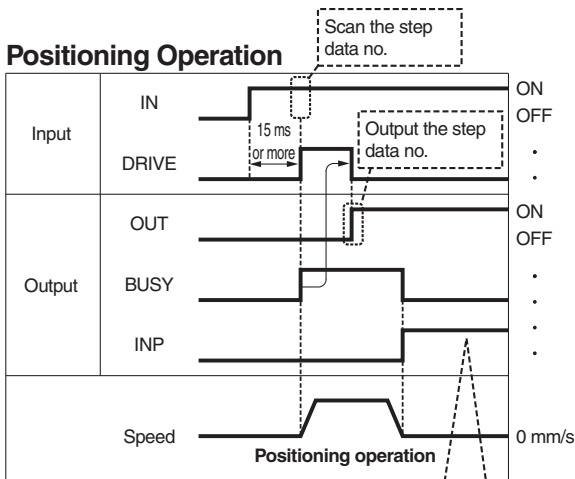 Scan the step
data no.
Positioning Operation
Input
IN
ON
OFF
15 ms
or more
Output the step
data no.
DRIVE
Output
OUT
ON
OFF
BUSY
INP
Speed
0 mm/s
Positioning operation